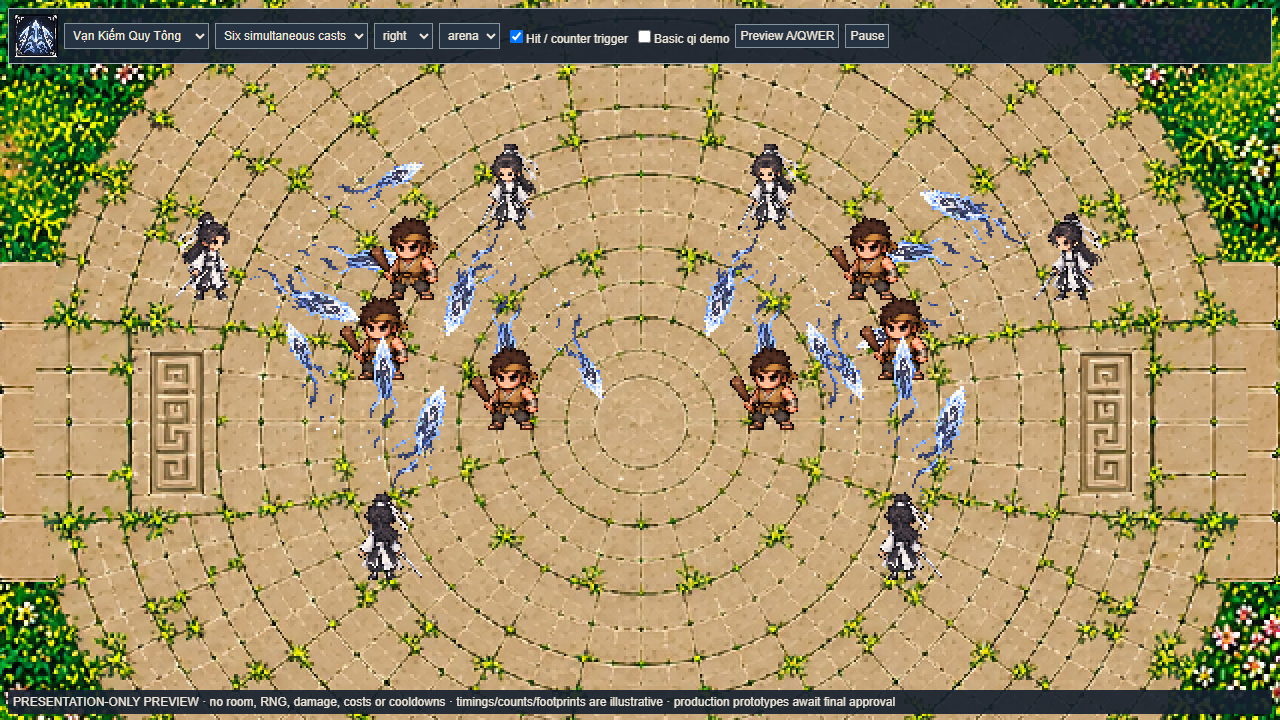 Vạn Kiếm Quy Tông Six simultaneous casts right arena Hit / counter trigger Basic qi demo Preview A/QWER Pause
PRESENTATION-ONLY PREVIEW · no room, RNG, damage, costs or cooldowns · timings/counts/footprints are illustrative · production prototypes await final approval